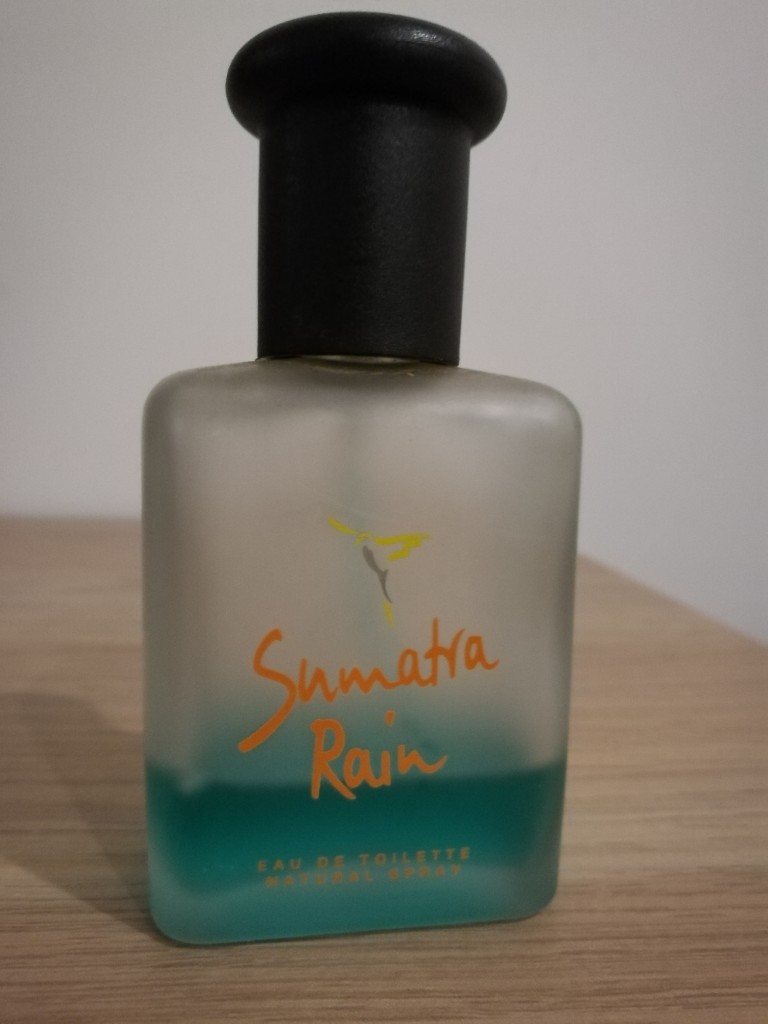 Sumatra
Rain
EAU DE TOILETTE
NATURAL SPRAY